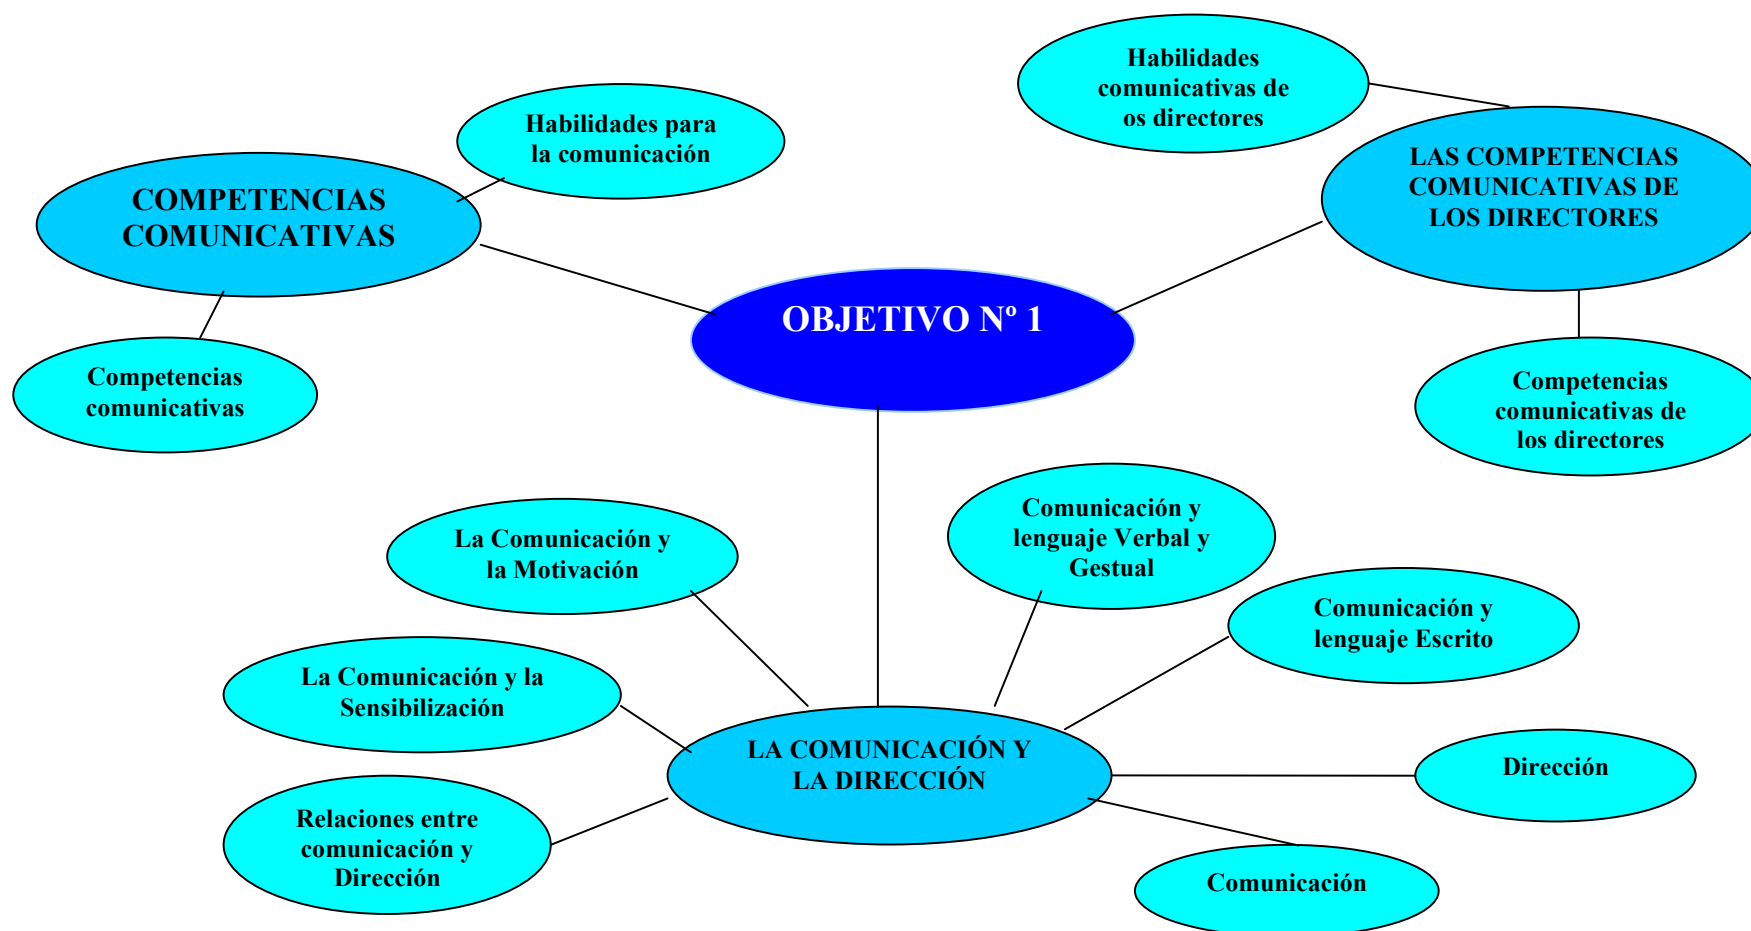 Habilidades
comunicativas de
os directores
Habilidades para
la comunicación
LAS COMPETENCIAS
COMUNICATIVAS DE
LOS DIRECTORES
COMPETENCIAS
COMUNICATIVAS
OBJETIVO Nº 1
Competencias
comunicativas
Competencias
comunicativas de
los directores
Comunicación y
lenguaje Verbal y
Gestual
La Comunicación y
la Motivación
Comunicación y
lenguaje Escrito
La Comunicación y la
Sensibilización
LA COMUNICACIÓN Y
LA DIRECCIÓN
Dirección
Relaciones entre
comunicación y
Dirección
Comunicación